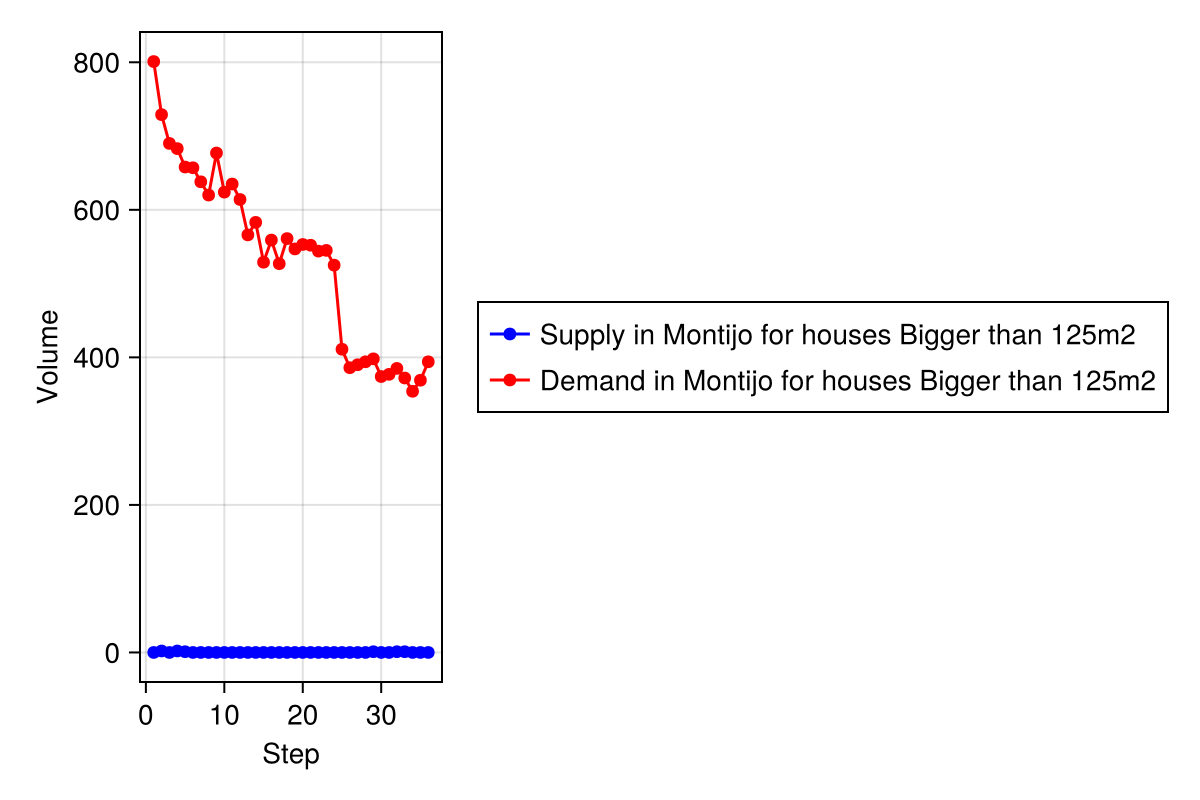 800
600
400
200
0
Volume
0 10 20 30
Step
Supply in Montijo for houses Bigger than 125m2
Demand in Montijo for houses Bigger than 125m2